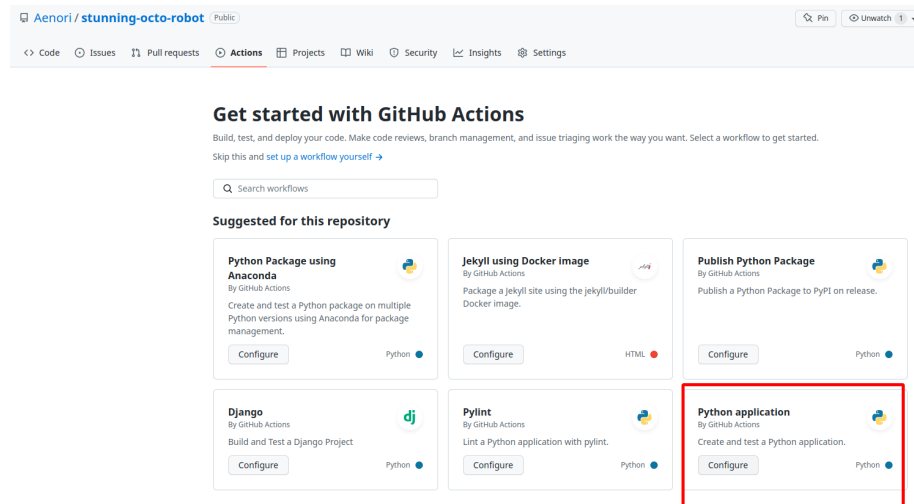 Aenori / stunning-octo-robot Public
Pin
Unwatch 1
Code Issues Pull requests Actions Projects Wiki Security Insights Settings
Get started with GitHub Actions
Build, test, and deploy your code. Make code reviews, branch management, and issue triaging work the way you want. Select a workflow to get started.
Skip this and set up a workflow yourself →
Search workflows
Suggested for this repository
Python Package using
Anaconda
By GitHub Actions
Create and test a Python package on multiple
Python versions using Anaconda for package
management.
Configure
Python
Jekyll using Docker image
By GitHub Actions
Package a Jekyll site using the jekyll/builder
Docker image.
Configure
HTML
Publish Python Package
By GitHub Actions
Publish a Python Package to PyPI on release.
Configure
Python
Django
By GitHub Actions
Build and Test a Django Project
Configure
Python
dj
Pylint
By GitHub Actions
Lint a Python application with pylint.
Configure
Python
Python application
By GitHub Actions
Create and test a Python application.
Configure
Python